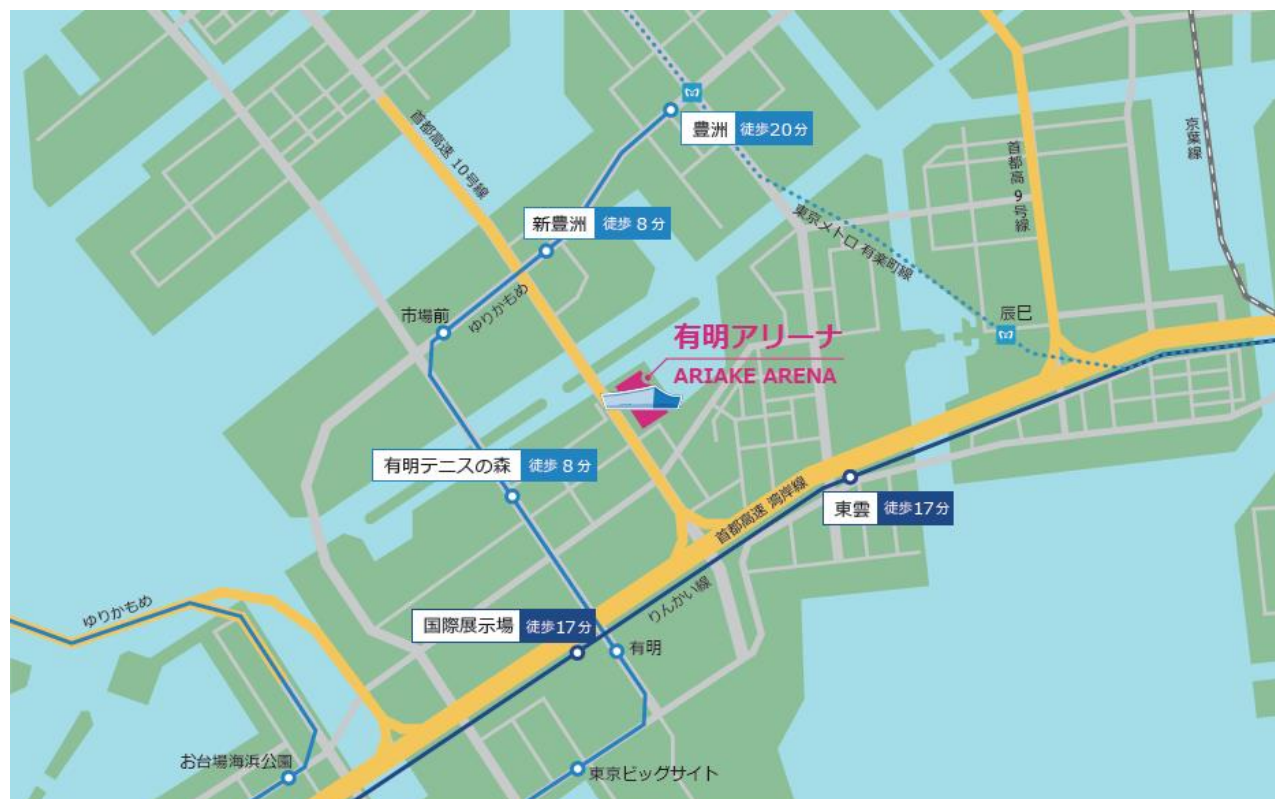 首都高速 10号線
豊洲 徒歩20分
京葉線
首都高 9号線
新豊洲 徒歩 8 分
東京メトロ 有楽町線
ゆりかもめ
市場前
辰巳
有明アリーナ
ARIAKE ARENA
有明テニスの森 徒歩 8 分
東雲 徒歩17分
首都高速 湾岸線
りんかい線
ゆりかもめ
国際展示場 徒歩17分
有明
お台場海浜公園
東京ビッグサイト